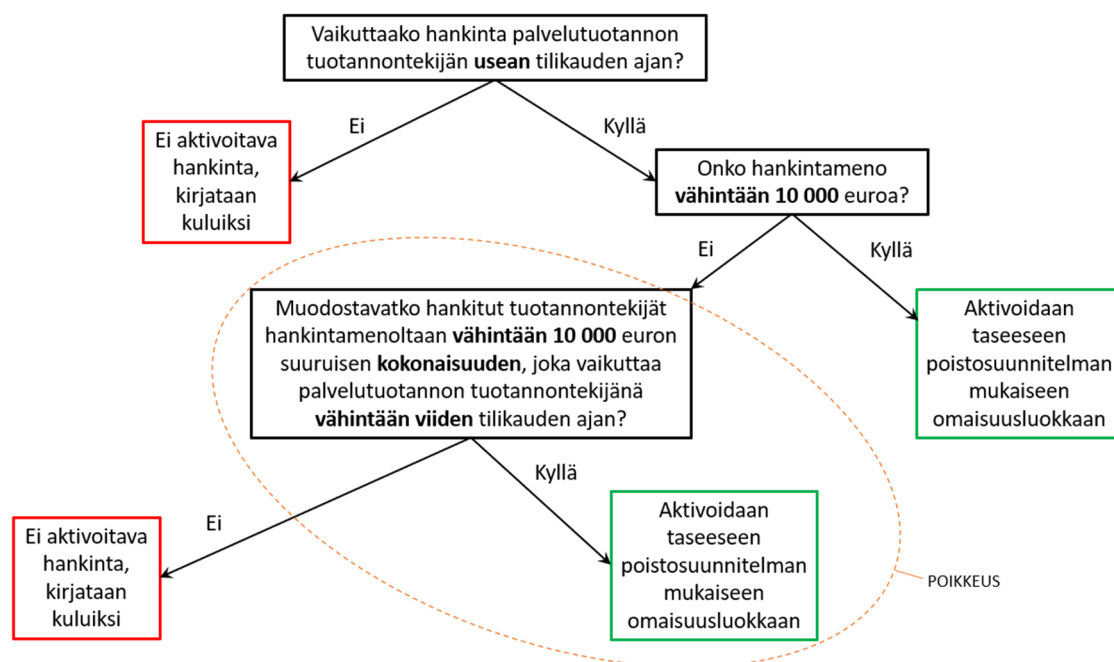 Vaikuttaako hankinta palvelutuotannon
tuotannontekijän usean tilikauden ajan?
Ei
Kyllä
Ei aktivoitava
hankinta,
kirjataan
kuluiksi
Onko hankintameno
vähintään 10 000 euroa?
Ei
Kyllä
Muodostavatko hankitut tuotannontekijät
hankintamenoltaan vähintään 10 000 euron
suuruisen kokonaisuuden, joka vaikuttaa
palvelutuotannon tuotannontekijänä
vähintään viiden tilikauden ajan?
Aktivoidaan
taseeseen
poistosuunnitelman
mukaiseen
omaisuusluokkaan
Ei
Kyllä
Ei aktivoitava
hankinta,
kirjataan
kuluiksi
Aktivoidaan
taseeseen
poistosuunnitelman
mukaiseen
omaisuusluokkaan
POIKKEUS